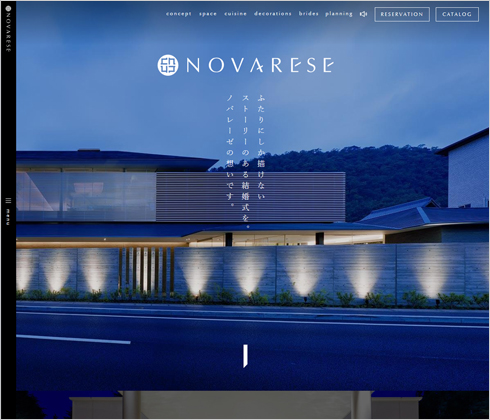 NOVARESE
concept space cuisine decorations brides planning RESERVATION CATALOG
NOVARESE
ふたりにしか描けない
ストーリーのある結婚式を。
ノバレーゼの想いです。
menu